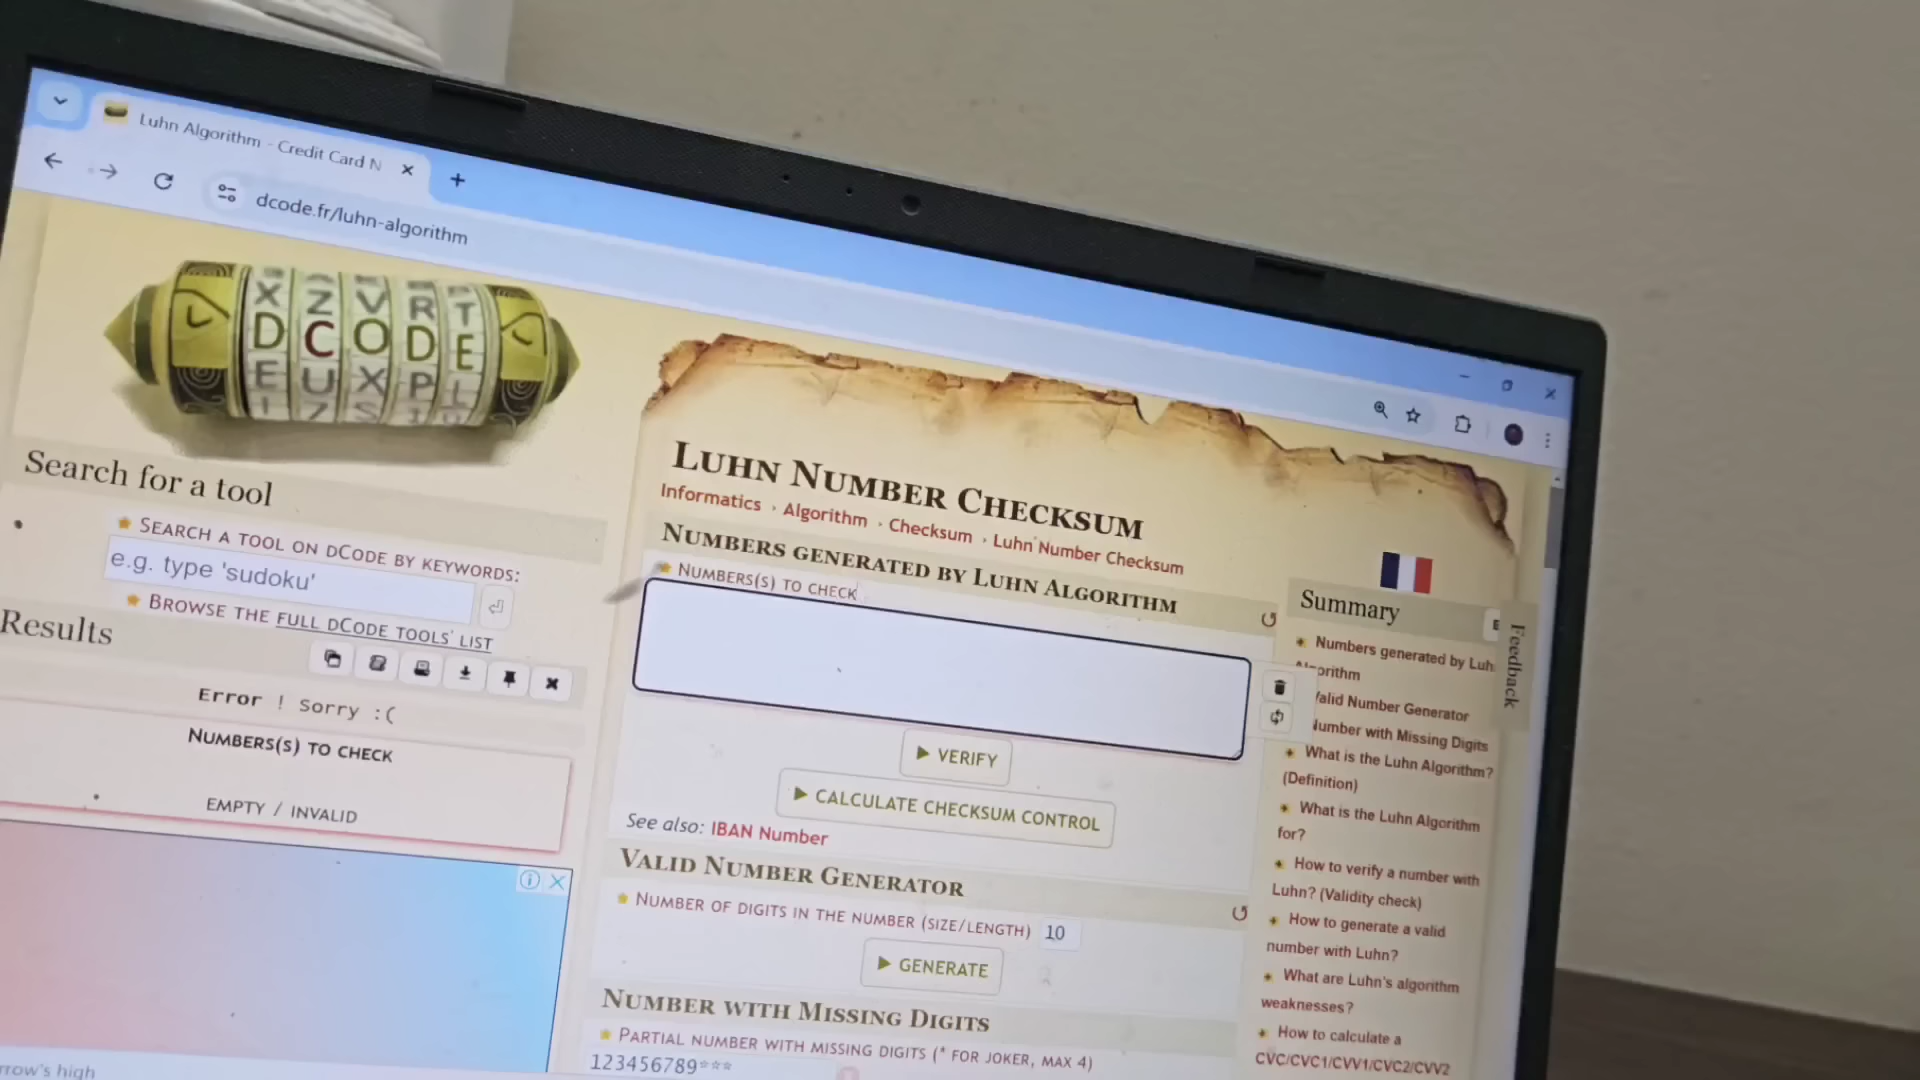 Luhn Algorithm - Credit Card N
dcode.fr/luhn-algorithm
X Z V R T
D C O D E
E U X P L
Search for a tool
SEARCH A TOOL ON DCODE BY KEYWORDS:
e.g. type 'sudoku'
BROWSE THE FULL DCODE TOOLS' LIST
Results
Error ! Sorry :(
NUMBERS(S) TO CHECK
EMPTY / INVALID
rrow's high
LUHN NUMBER CHECKSUM
Informatics › Algorithm › Checksum › Luhn Number Checksum
NUMBERS GENERATED BY LUHN ALGORITHM
NUMBERS(S) TO CHECK
▶ VERIFY
▶ CALCULATE CHECKSUM CONTROL
See also: IBAN Number
VALID NUMBER GENERATOR
NUMBER OF DIGITS IN THE NUMBER (SIZE/LENGTH) 10
▶ GENERATE
NUMBER WITH MISSING DIGITS
PARTIAL NUMBER WITH MISSING DIGITS (* FOR JOKER, MAX 4)
123456789***
Summary
Numbers generated by Luh
Algorithm
Valid Number Generator
Number with Missing Digits
What is the Luhn Algorithm?
(Definition)
What is the Luhn Algorithm
for?
How to verify a number with
Luhn? (Validity check)
How to generate a valid
number with Luhn?
What are Luhn's algorithm
weaknesses?
How to calculate a
CVC/CVC1/CVV1/CVC2/CVV2
Feedback